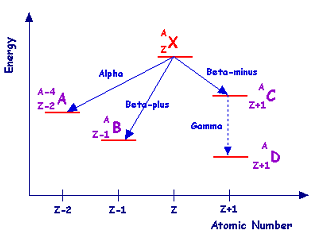 Energy
A
Z X
Alpha
Beta-minus
A-4
Z-2 A
Beta-plus
A
Z+1 C
A
Z-1 B
Gamma
A
Z+1 D
Z-2
Z-1
Z
Z+1
Atomic Number